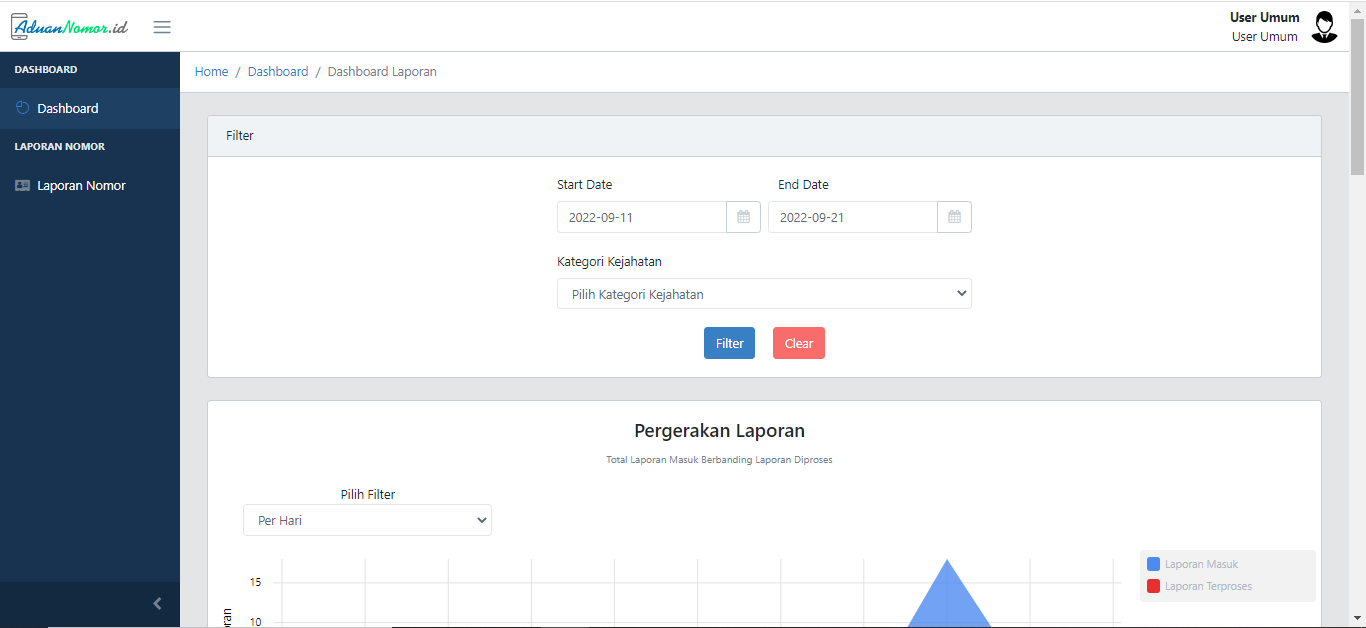 AduanNomor.id
User Umum
User Umum
DASHBOARD
Dashboard
LAPORAN NOMOR
Laporan Nomor
Home / Dashboard / Dashboard Laporan
Filter
Start Date End Date
2022-09-11 2022-09-21
Kategori Kejahatan
Pilih Kategori Kejahatan
Filter Clear
Pergerakan Laporan
Total Laporan Masuk Berbanding Laporan Diproses
Pilih Filter
Per Hari
15
10
Laporan Masuk
Laporan Terproses